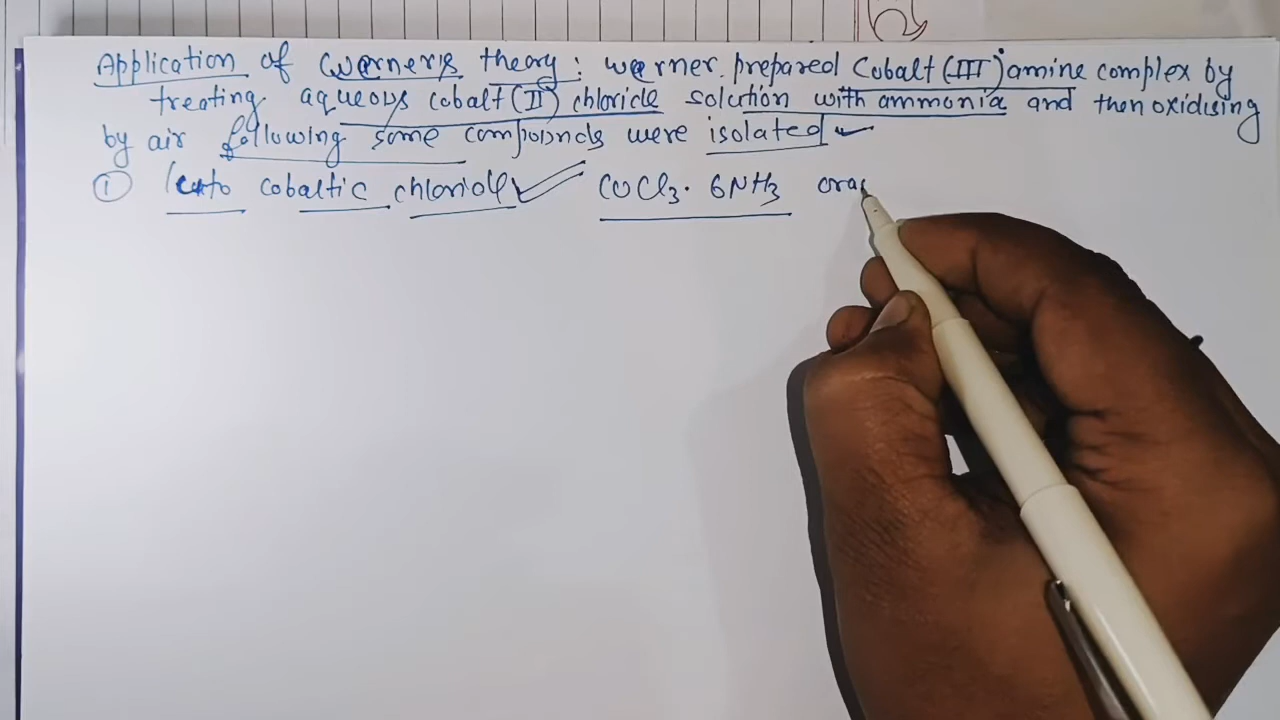 Application of Werner's theory: Werner prepared Cobalt (III) amine complex by
treating aqueous cobalt (II) chloride solution with ammonia and then oxidising
by air following some compounds were isolated
① cobaltic chloride CoCl3. 6NH3 ora